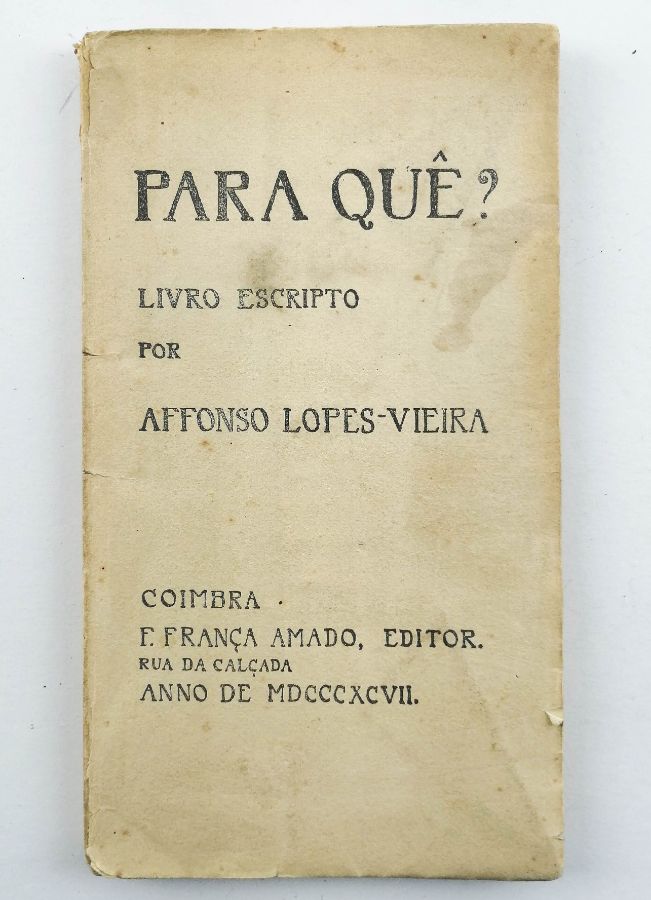 PARA QUÊ?
LIVRO ESCRIPTO
POR
AFFONSO LOPES-VIEIRA
COIMBRA
F. FRANÇA AMADO, EDITOR.
RUA DA CALÇADA
ANNO DE MDCCCXCVII.